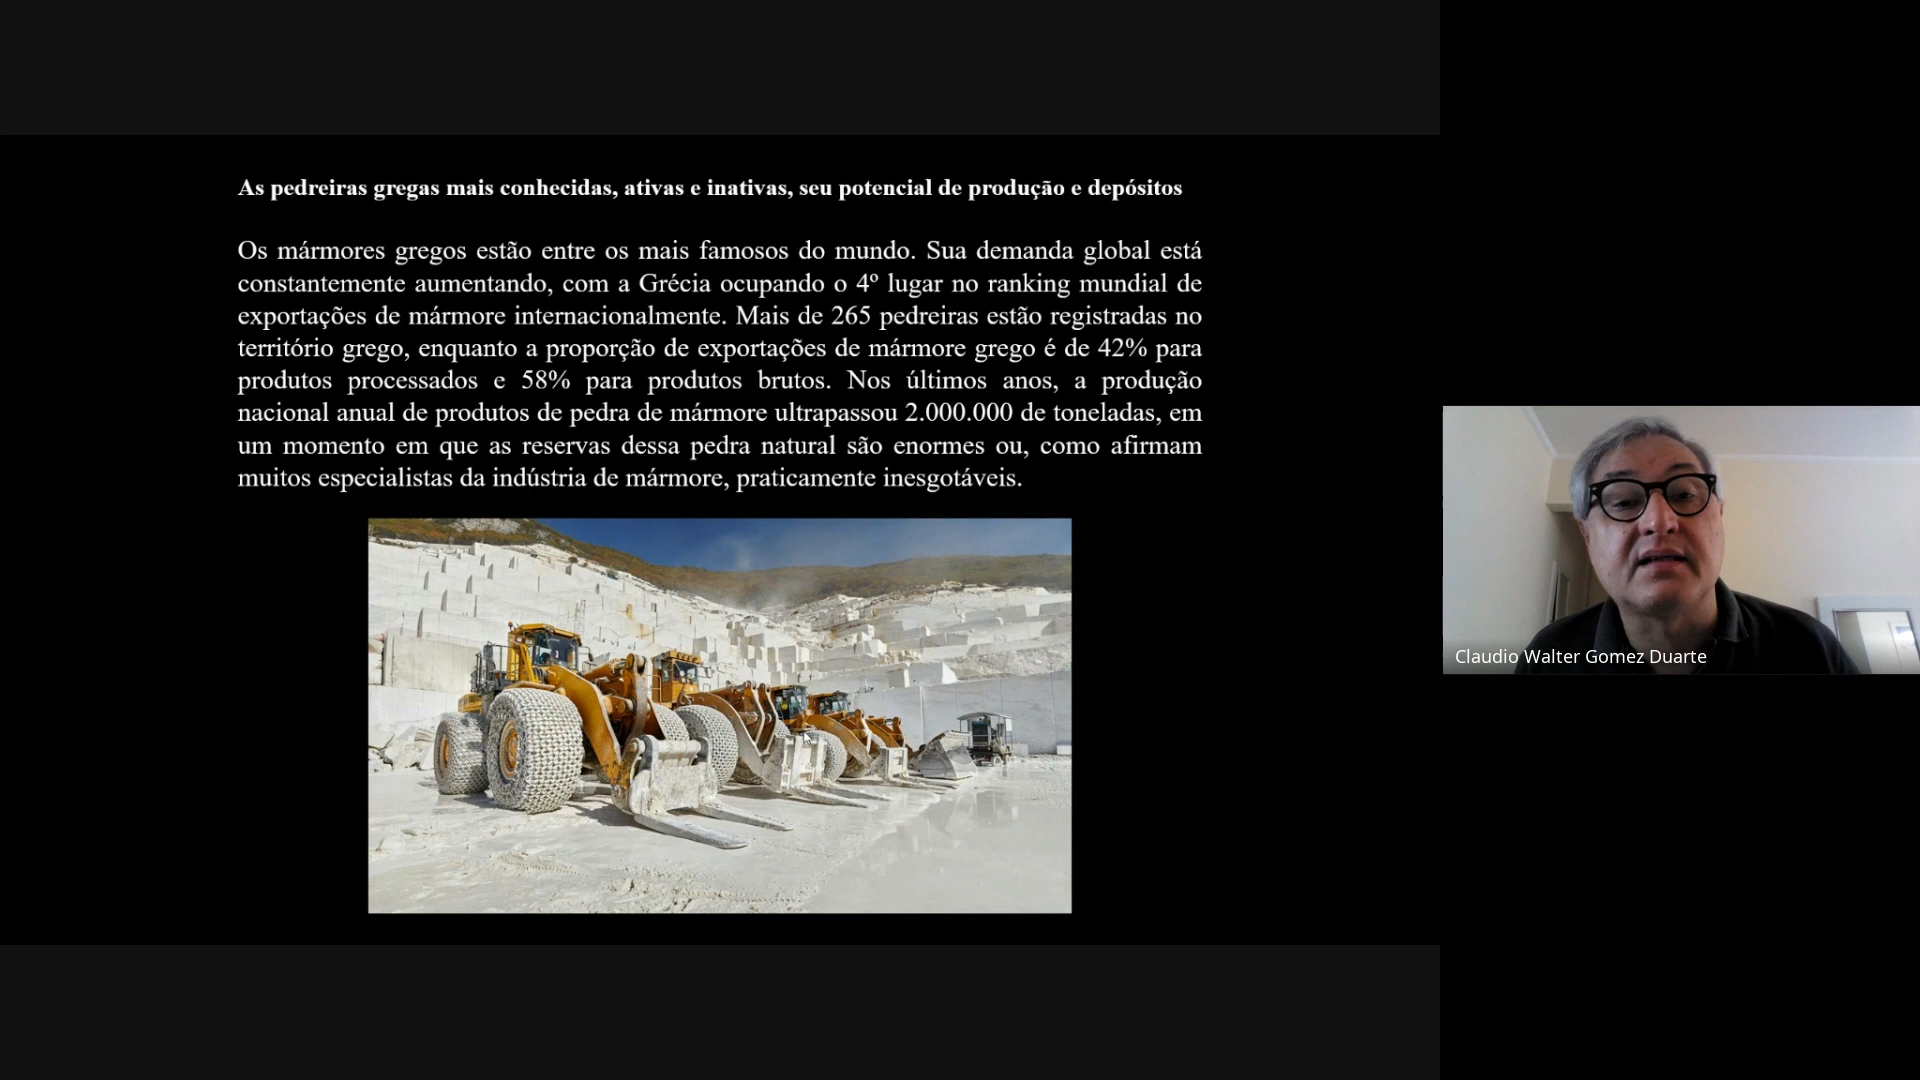 As pedreiras gregas mais conhecidas, ativas e inativas, seu potencial de produção e depósitos
Os mármores gregos estão entre os mais famosos do mundo. Sua demanda global está
constantemente aumentando, com a Grécia ocupando o 4º lugar no ranking mundial de
exportações de mármore internacionalmente. Mais de 265 pedreiras estão registradas no
território grego, enquanto a proporção de exportações de mármore grego é de 42% para
produtos processados e 58% para produtos brutos. Nos últimos anos, a produção
nacional anual de produtos de pedra de mármore ultrapassou 2.000.000 de toneladas, em
um momento em que as reservas dessa pedra natural são enormes ou, como afirmam
muitos especialistas da indústria de mármore, praticamente inesgotáveis.
Claudio Walter Gomez Duarte